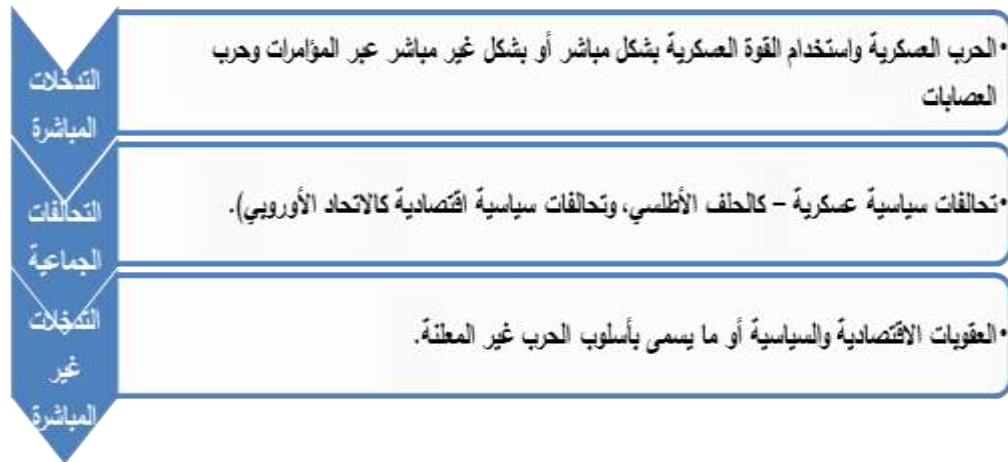 التدخلات
المباشرة
•الحرب العسكرية واستخدام القوة العسكرية بشكل مباشر أو بشكل غير مباشر عبر المؤامرات وحرب
العصابات
التحالفات
الجماعية
•تحالفات سياسية عسكرية – كالحلف الأطلسي، وتحالفات سياسية اقتصادية كالاتحاد الأوروبي).
التدخلات
غير
المباشرة
•العقوبات الاقتصادية والسياسية أو ما يسمى بأسلوب الحرب غير المعلنة.